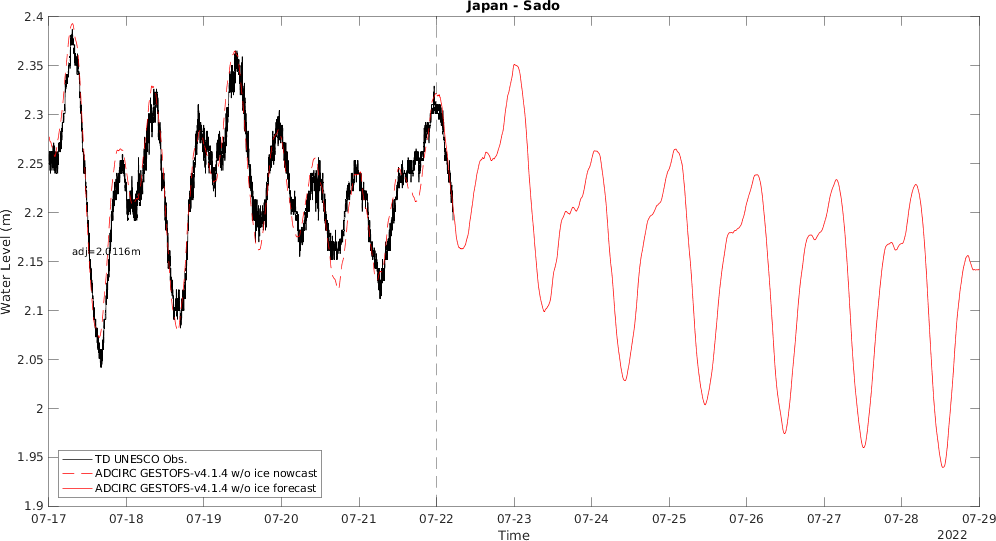 Japan - Sado
Water Level (m)
2.4
2.35
2.3
2.25
2.2
2.15
2.1
2.05
2
1.95
1.9
adj=2.0116m
TD UNESCO Obs.
ADCIRC GESTOFS-v4.1.4 w/o ice nowcast
ADCIRC GESTOFS-v4.1.4 w/o ice forecast
07-17 07-18 07-19 07-20 07-21 07-22 07-23 07-24 07-25 07-26 07-27 07-28 07-29
Time
2022